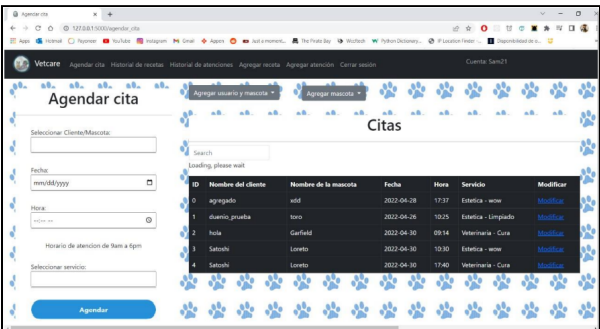 Agendar cita
127.0.0.1:5000/agendar_cita
Apps Hotmail Payoneer YouTube Instagram Gmail Appen Just a moment... The Pirate Bay Wolftech Python Dictionary... IP Location Finder - ... Disponibilidad de s...
Vetcare Agendar cita Historial de recetas Historial de atenciones Agregar receta Agregar atención Cerrar sesión Cuenta: Sam21
Agendar cita
Seleccionar Cliente/Mascota:
Fecha:
mm/dd/yyyy
Hora:
--:-- --
Horario de atencion de 9am a 6pm
Seleccionar servicio:
Agendar
Agregar usuario y mascota Agregar mascota
Citas
Search
Loading, please wait
ID Nombre del cliente Nombre de la mascota Fecha Hora Servicio Modificar
0 agregado xdd 2022-04-28 17:37 Estetica - wow Modificar
1 duenio_prueba toro 2022-04-26 10:25 Estetica - Limpiado Modificar
2 hola Garfield 2022-04-30 09:14 Veterinaria - Cura Modificar
3 Satoshi Loreto 2022-04-30 10:30 Estetica - wow Modificar
4 Satoshi Loreto 2022-04-30 17:40 Veterinaria - Cura Modificar